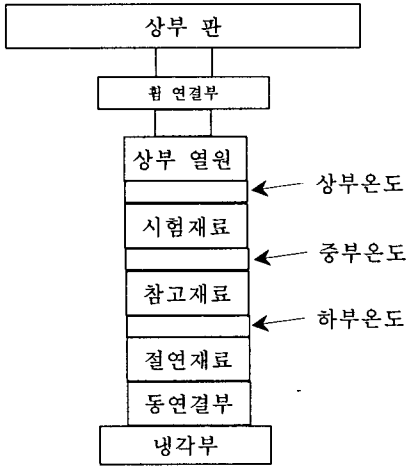 상부 판
휨 연결부
상부 열원
상부온도
시험재료
중부온도
참고재료
하부온도
절연재료
동연결부
냉각부